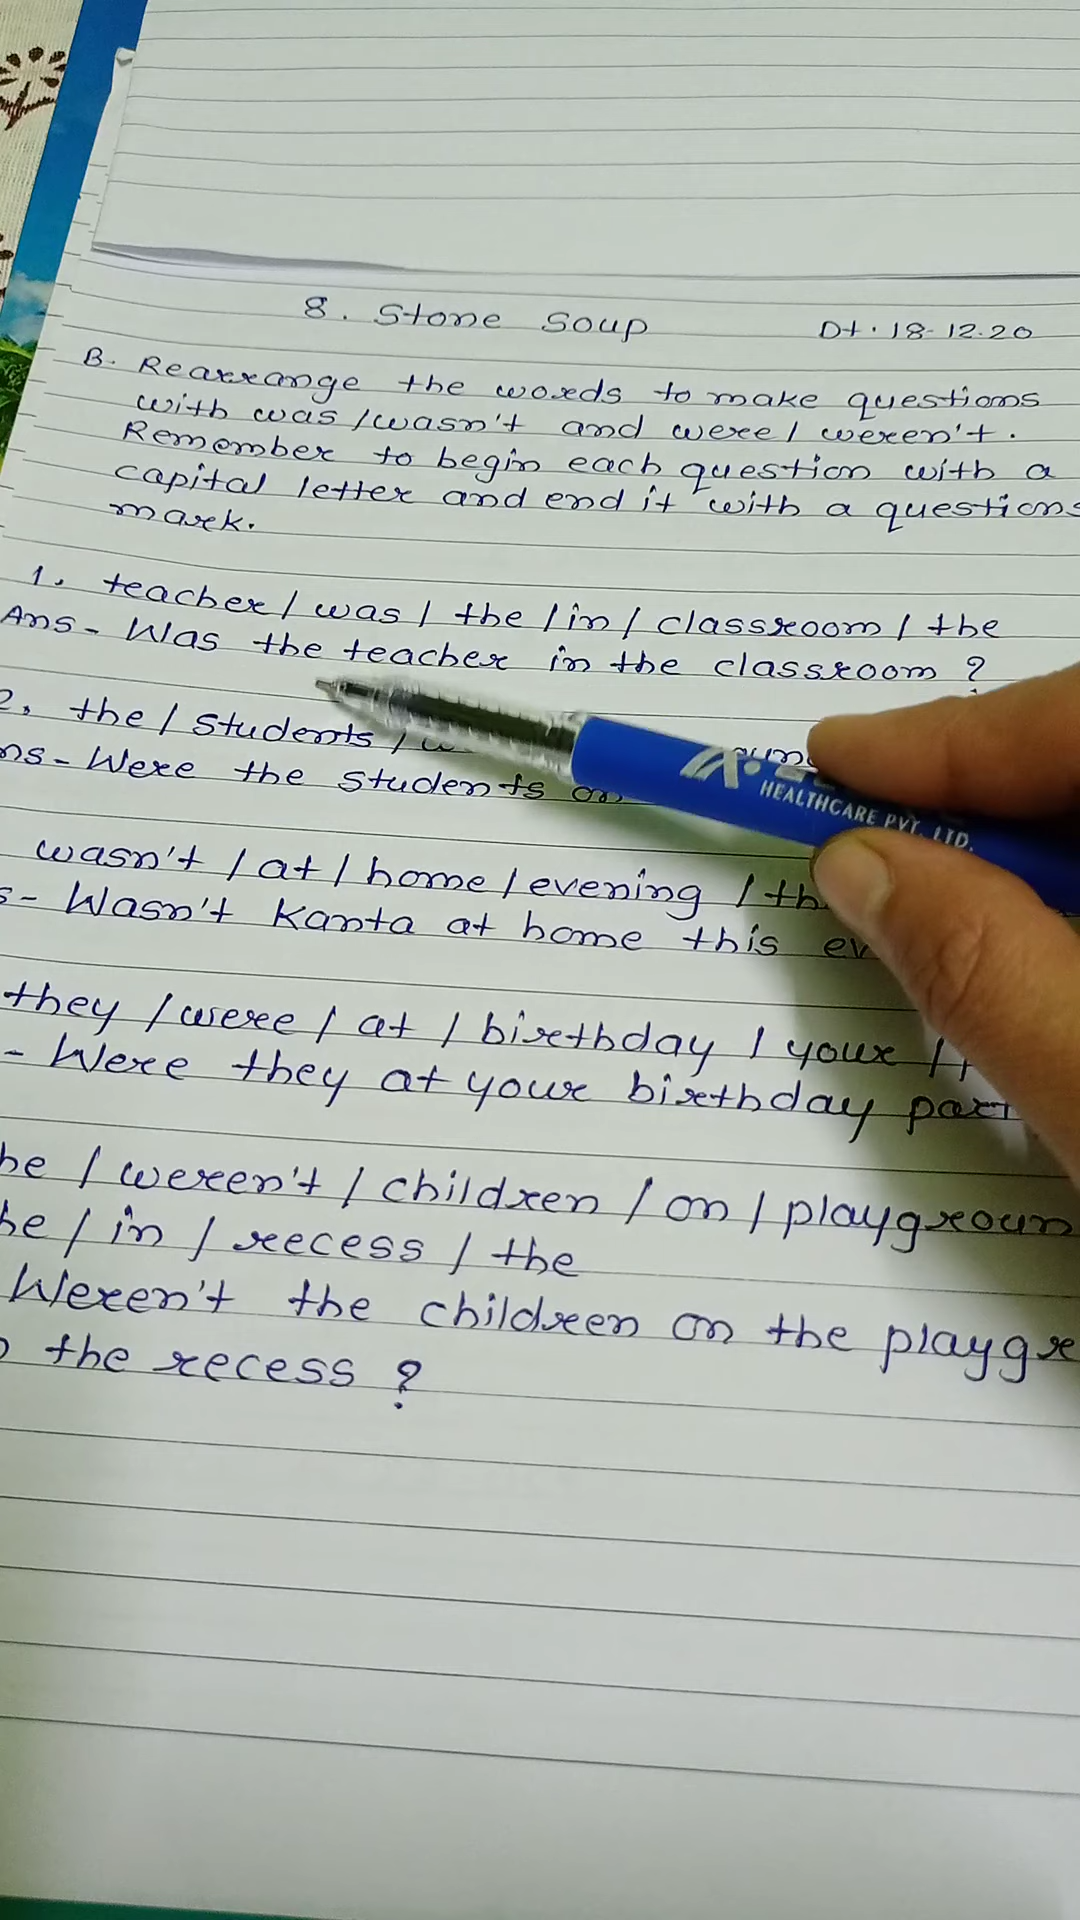 8. Stone Soup Dt. 18-12-20
B. Rearrange the words to make questions
with was/wasn't and were/weren't.
Remember to begin each question with a
capital letter and end it with a question
mark.
1. teacher / was / the / in / classroom / the
Ans - Was the teacher in the classroom ?
2. the / students /
ns - Were the students on
wasn't / at / home / evening /
s - Wasn't Kanta at home this
they / were / at / birthday / your /
- Were they at your birthday
he / weren't / children / on / playgroun
he / in / recess / the
Weren't the children on the playgr
the recess ?
HEALTHCARE PVT. LTD.